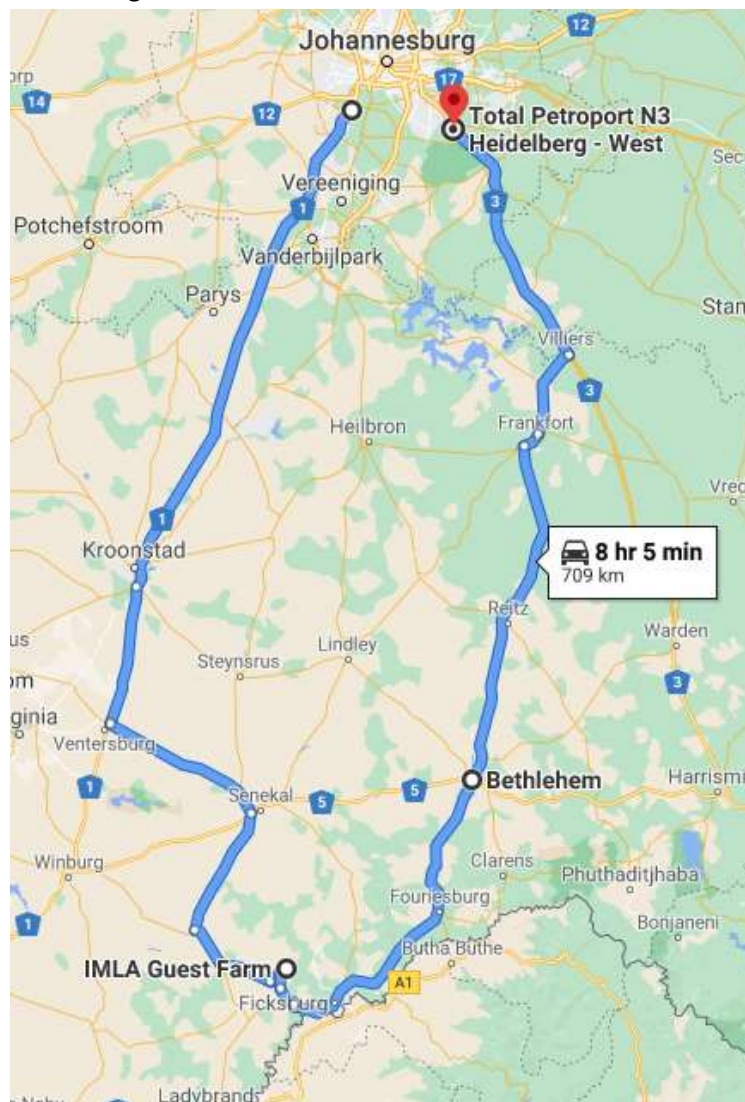 Johannesburg
12
17
14
12
Total Petroport N3
Heidelberg - West
Sec
Vereeniging
1
3
Potchefstroom
Vanderbijlpark
Parys
Stan
Villiers
3
Heilbron
Frankfort
Vred
1
Kroonstad
8 hr 5 min
709 km
Reitz
us
Lindley
Warden
Steynsrus
om
3
ginia
Ventersburg
Bethlehem
Harrismi
1
5
5
Senekal
Winburg
Clarens
Phuthaditjhaba
Fouriesburg
1
Bonjaneni
Butha Buthe
IMLA Guest Farm
A1
Ficksburg
Ladybrand